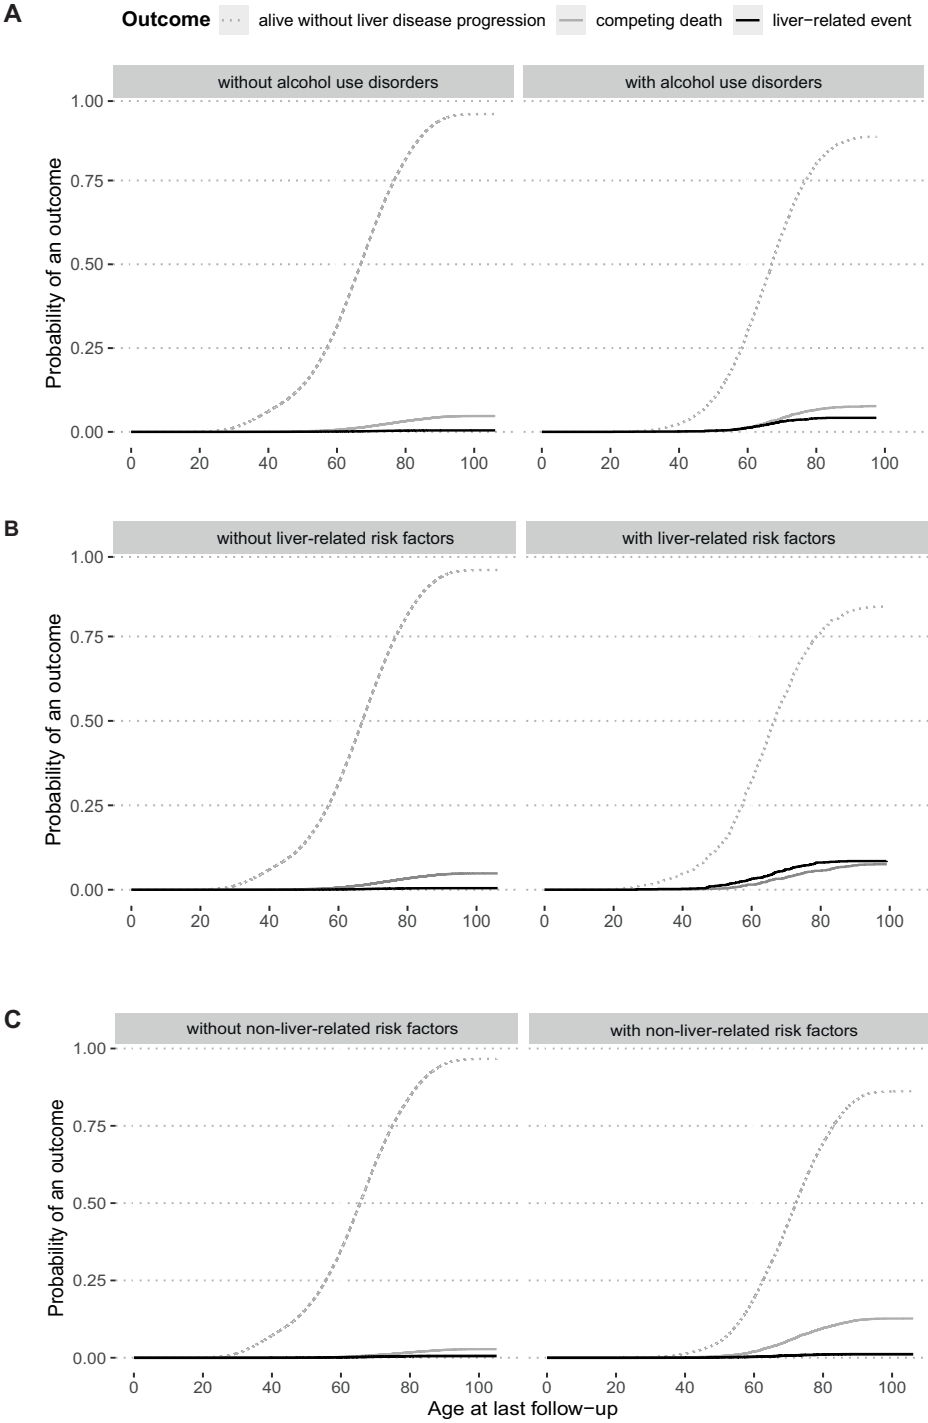 A
Outcome alive without liver disease progression competing death liver−related event
without alcohol use disorders with alcohol use disorders
1.00
0.75
0.50
0.25
0.00
Probability of an outcome
0 20 40 60 80 100 0 20 40 60 80 100
B
without liver-related risk factors with liver-related risk factors
1.00
0.75
0.50
0.25
0.00
Probability of an outcome
0 20 40 60 80 100 0 20 40 60 80 100
C
without non-liver-related risk factors with non-liver-related risk factors
1.00
0.75
0.50
0.25
0.00
Probability of an outcome
0 20 40 60 80 100 0 20 40 60 80 100
Age at last follow−up